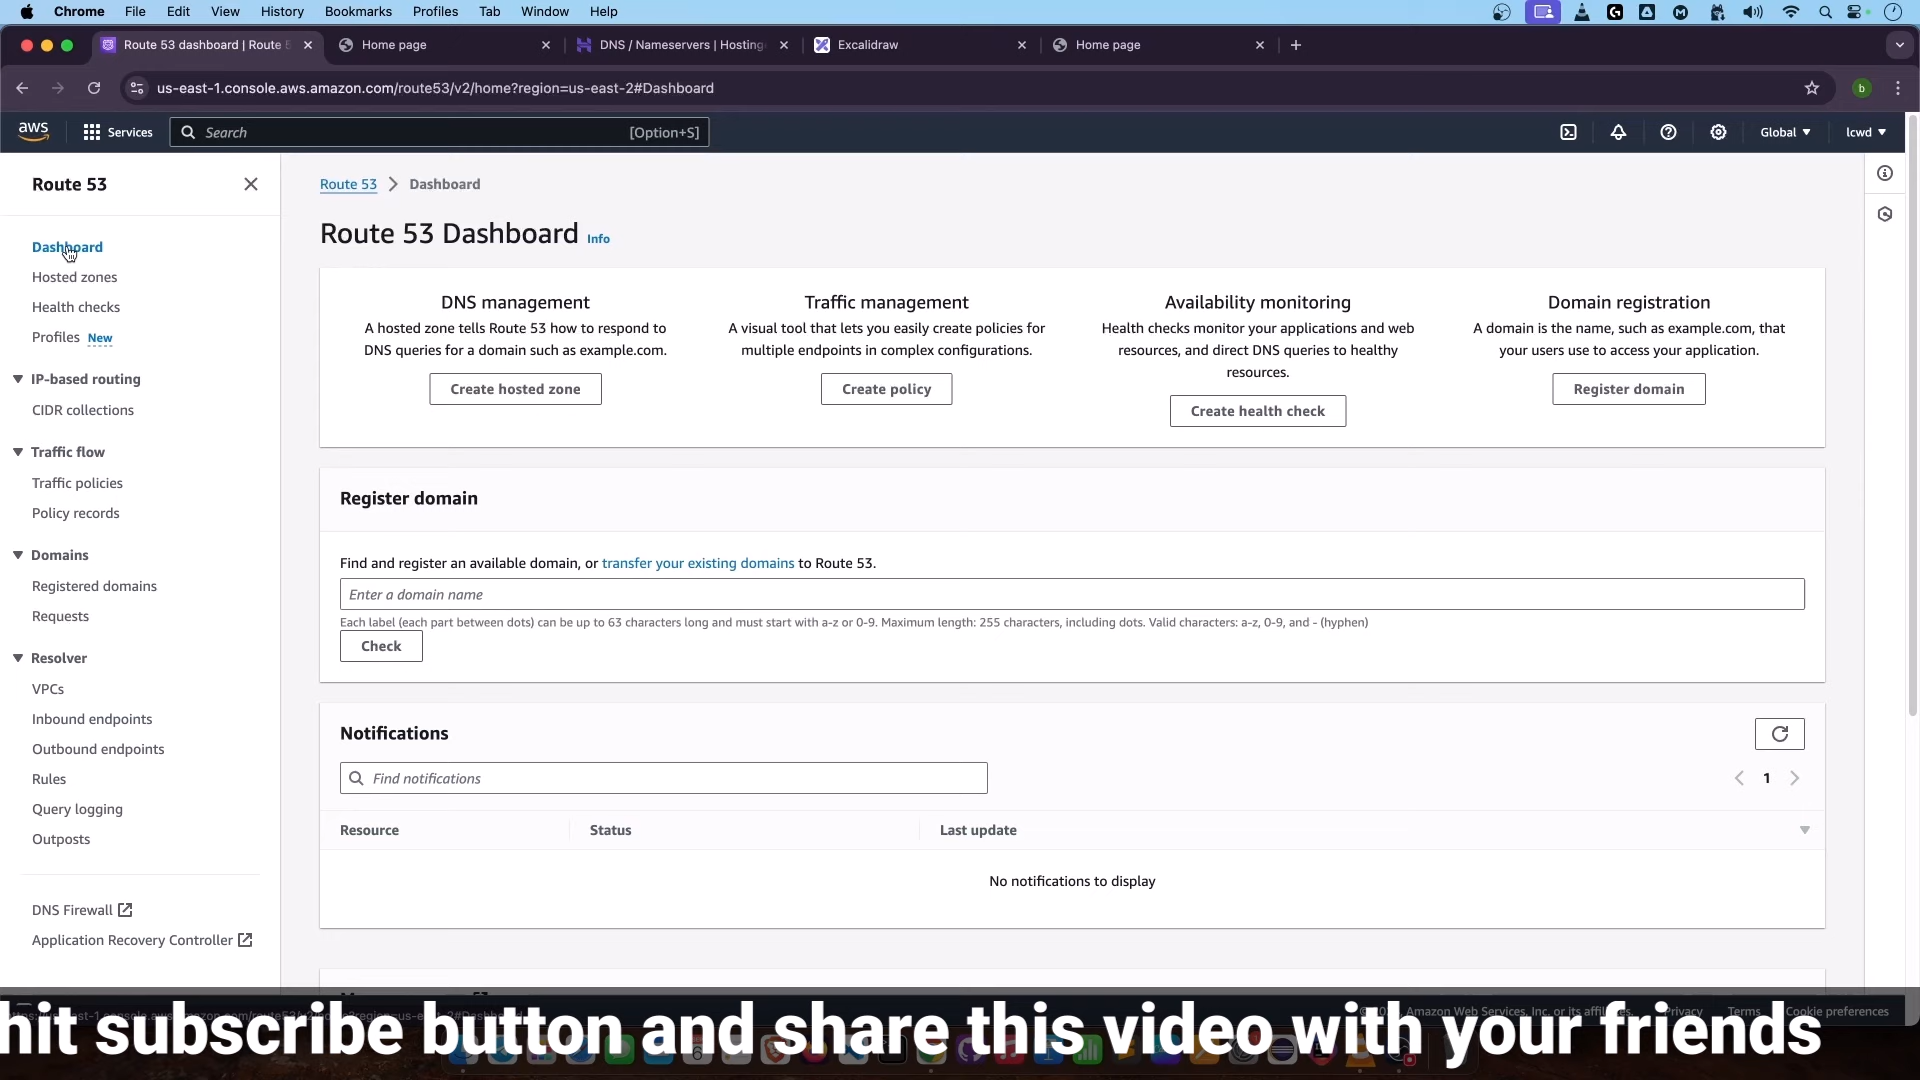 Chrome File Edit View History Bookmarks Profiles Tab Window Help
Route 53 dashboard | Route 5
Home page
DNS / Nameservers | Hosting
Excalidraw
Home page
us-east-1.console.aws.amazon.com/route53/v2/home?region=us-east-2#Dashboard
b
aws
Services
Search
[Option+S]
Global
lcwd
Route 53
Dashboard
Hosted zones
Health checks
Profiles New
IP-based routing
CIDR collections
Traffic flow
Traffic policies
Policy records
Domains
Registered domains
Requests
Resolver
VPCs
Inbound endpoints
Outbound endpoints
Rules
Query logging
Outposts
DNS Firewall
Application Recovery Controller
Route 53 > Dashboard
Route 53 Dashboard Info
DNS management
A hosted zone tells Route 53 how to respond to
DNS queries for a domain such as example.com.
Create hosted zone
Traffic management
A visual tool that lets you easily create policies for
multiple endpoints in complex configurations.
Create policy
Availability monitoring
Health checks monitor your applications and web
resources, and direct DNS queries to healthy
resources.
Create health check
Domain registration
A domain is the name, such as example.com, that
your users use to access your application.
Register domain
Register domain
Find and register an available domain, or transfer your existing domains to Route 53.
Enter a domain name
Each label (each part between dots) can be up to 63 characters long and must start with a-z or 0-9. Maximum length: 255 characters, including dots. Valid characters: a-z, 0-9, and - (hyphen)
Check
Notifications
Find notifications
1
Resource
Status
Last update
No notifications to display
Amazon Web Services, Inc. or its affiliates.
Privacy
Terms
Cookie preferences
hit subscribe button and share this video with your friends